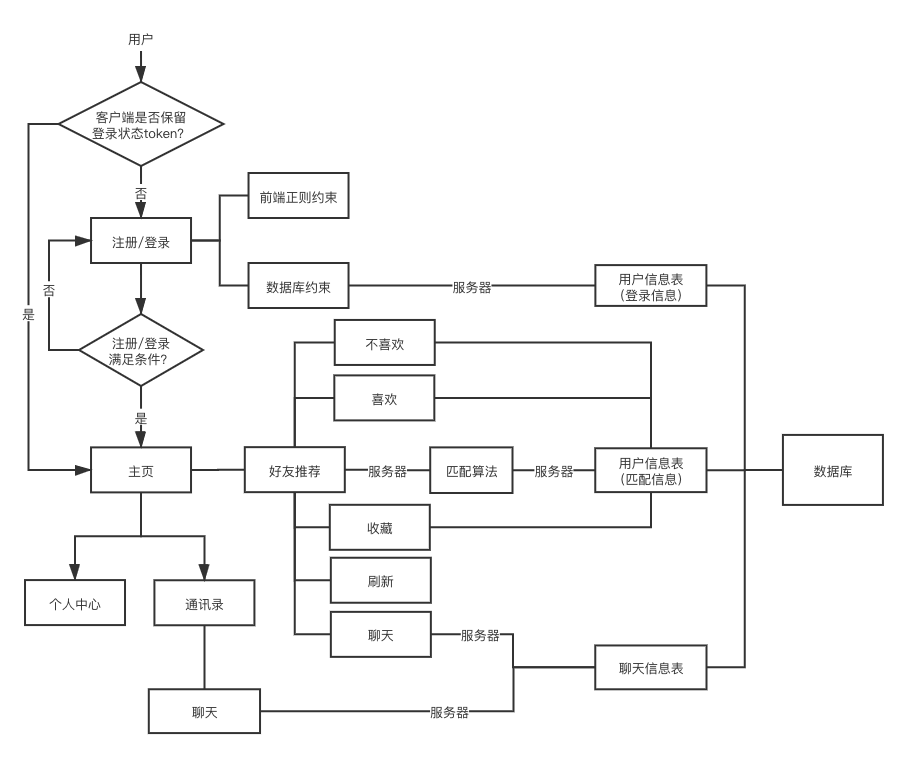 用户
客户端是否保留
登录状态token?
否
前端正则约束
注册/登录
数据库约束
服务器
用户信息表
(登录信息)
否
是
不喜欢
注册/登录
满足条件?
喜欢
是
主页
好友推荐
服务器
匹配算法
服务器
用户信息表
(匹配信息)
数据库
收藏
刷新
个人中心
通讯录
聊天
服务器
聊天信息表
聊天
服务器